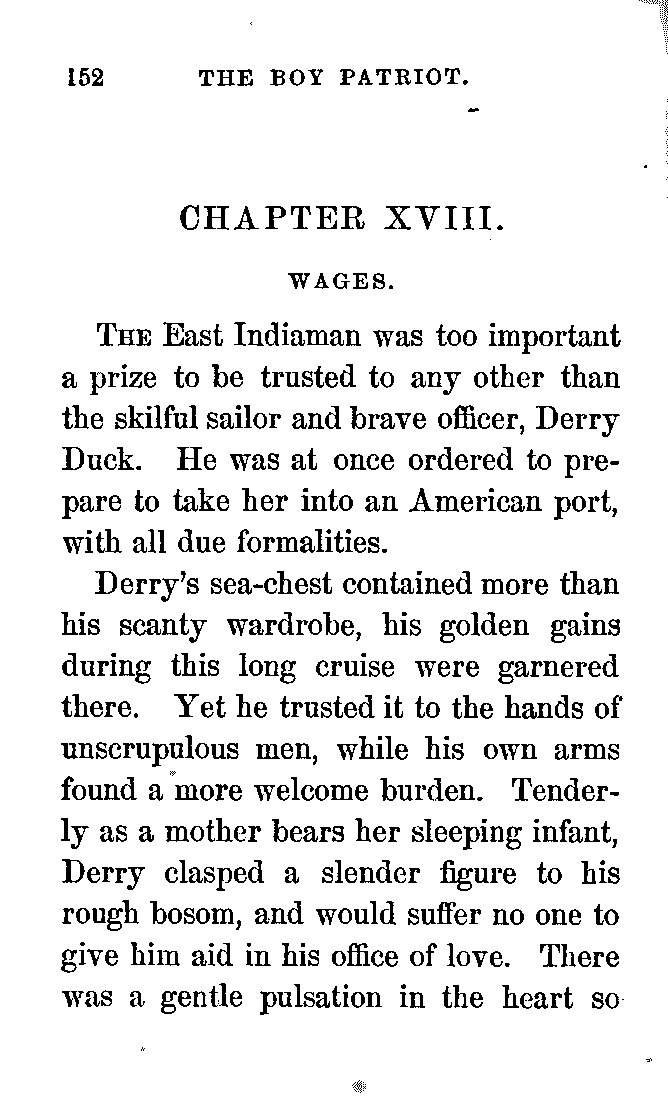 152 THE BOY PATRIOT.
CHAPTER XVIII.
WAGES.
THE East Indiaman was too important
a prize to be trusted to any other than
the skilful sailor and brave officer, Derry
Duck. He was at once ordered to pre-
pare to take her into an American port,
with all due formalities.
Derry's sea-chest contained more than
his scanty wardrobe, his golden gains
during this long cruise were garnered
there. Yet he trusted it to the hands of
unscrupulous men, while his own arms
found a more welcome burden. Tender-
ly as a mother bears her sleeping infant,
Derry clasped a slender figure to his
rough bosom, and would suffer no one to
give him aid in his office of love. There
was a gentle pulsation in the heart so